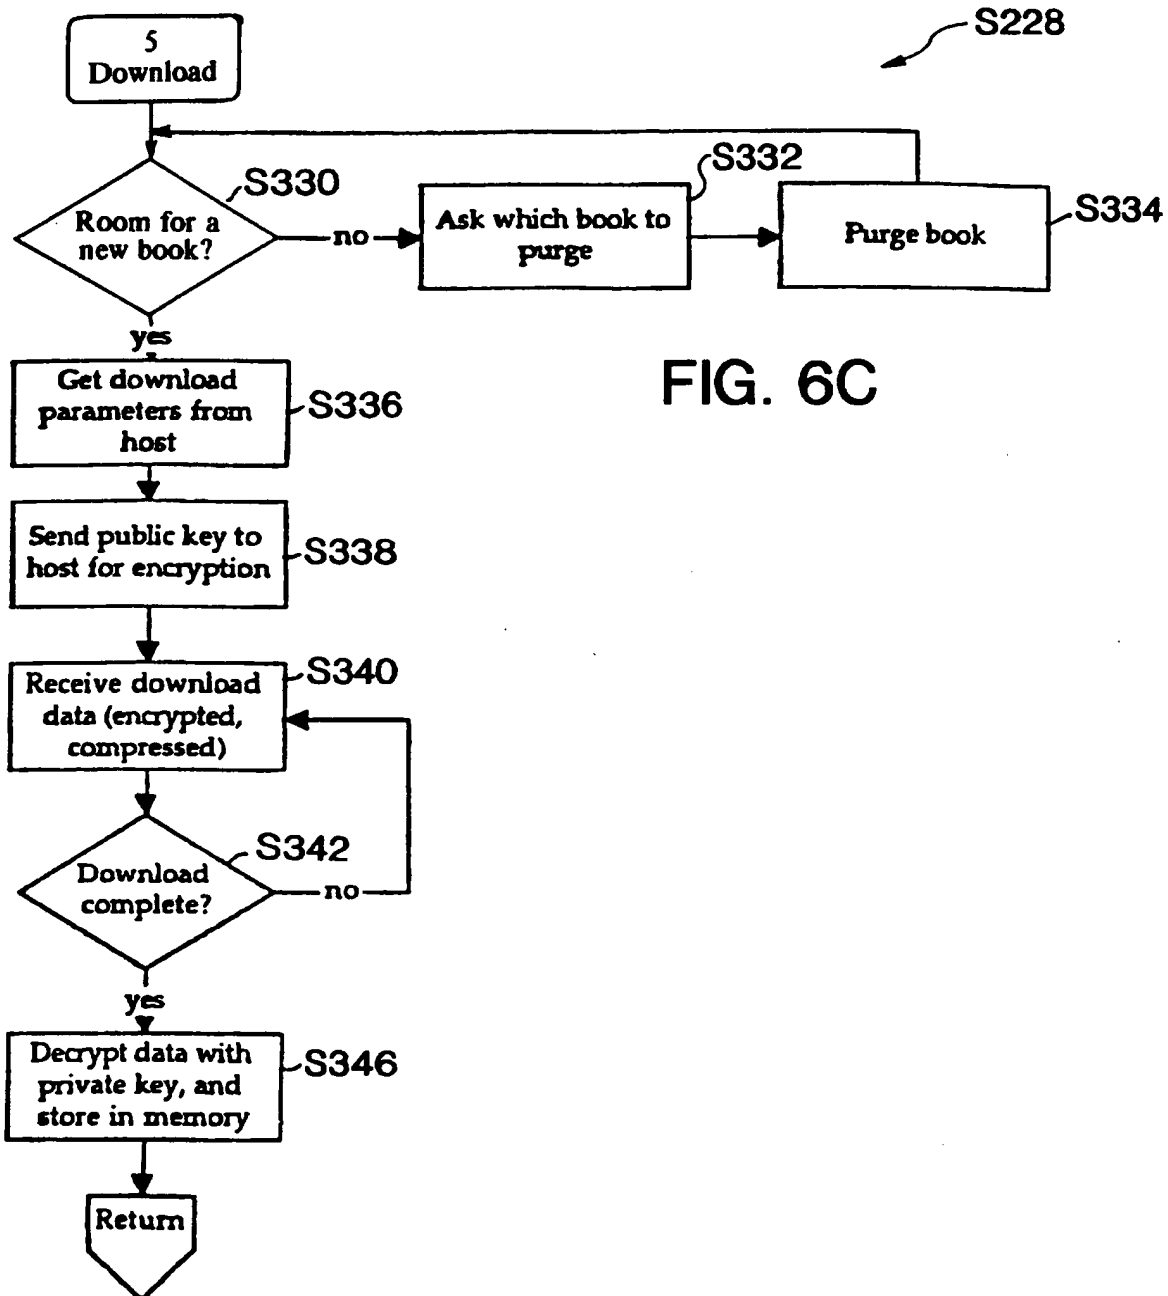 S228
5
Download
S330
Room for a
new book?
no
S332
Ask which book to
purge
S334
Purge book
yes
FIG. 6C
Get download
parameters from
host
S336
Send public key to
host for encryption
S338
S340
Receive download
data (encrypted,
compressed)
S342
Download
complete?
no
yes
Decrypt data with
private key, and
store in memory
S346
Return